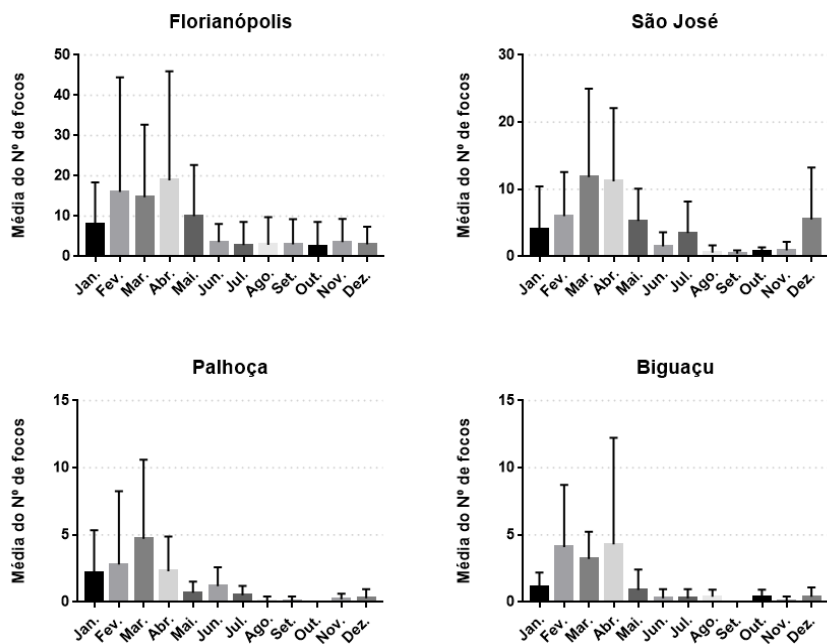 Florianópolis
Média do Nº de focos
50
40
30
20
10
0
Jan.
Fev.
Mar.
Abr.
Mai.
Jun.
Jul.
Ago.
Set.
Out.
Nov.
Dez.
São José
Média do Nº de focos
30
20
10
0
Jan.
Fev.
Mar.
Abr.
Mai.
Jun.
Jul.
Ago.
Set.
Out.
Nov.
Dez.
Palhoça
Média do Nº de focos
15
10
5
0
Jan.
Fev.
Mar.
Abr.
Mai.
Jun.
Jul.
Ago.
Set.
Out.
Nov.
Dez.
Biguaçu
Média do Nº de focos
15
10
5
0
Jan.
Fev.
Mar.
Abr.
Mai.
Jun.
Jul.
Ago.
Set.
Out.
Nov.
Dez.